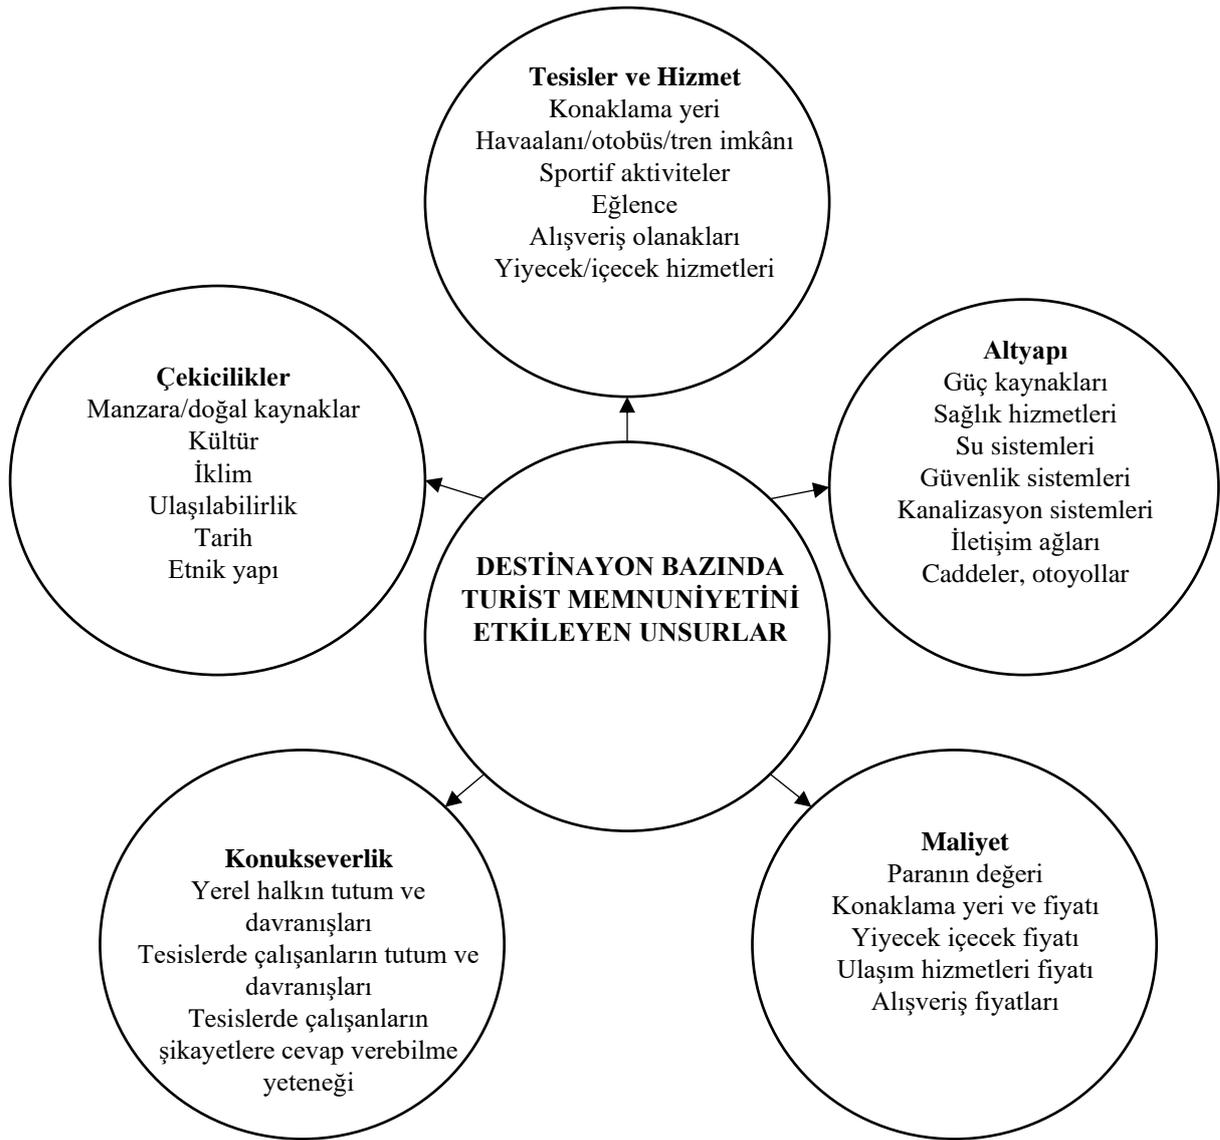 Tesisler ve Hizmet
Konaklama yeri
Havaalanı/otobüs/tren imkânı
Sportif aktiviteler
Eğlence
Alışveriş olanakları
Yiyecek/içecek hizmetleri
Çekicilikler
Manzara/doğal kaynaklar
Kültür
İklim
Ulaşılabilirlik
Tarih
Etnik yapı
Altyapı
Güç kaynakları
Sağlık hizmetleri
Su sistemleri
Güvenlik sistemleri
Kanalizasyon sistemleri
İletişim ağları
Caddeler, otoyollar
DESTİNAYON BAZINDA
TURİST MEMNUNİYETİNİ
ETKİLEYEN UNSURLAR
Konukseverlik
Yerel halkın tutum ve
davranışları
Tesislerde çalışanların tutum ve
davranışları
Tesislerde çalışanların
şikayetlere cevap verebilme
yeteneği
Maliyet
Paranın değeri
Konaklama yeri ve fiyatı
Yiyecek içecek fiyatı
Ulaşım hizmetleri fiyatı
Alışveriş fiyatları